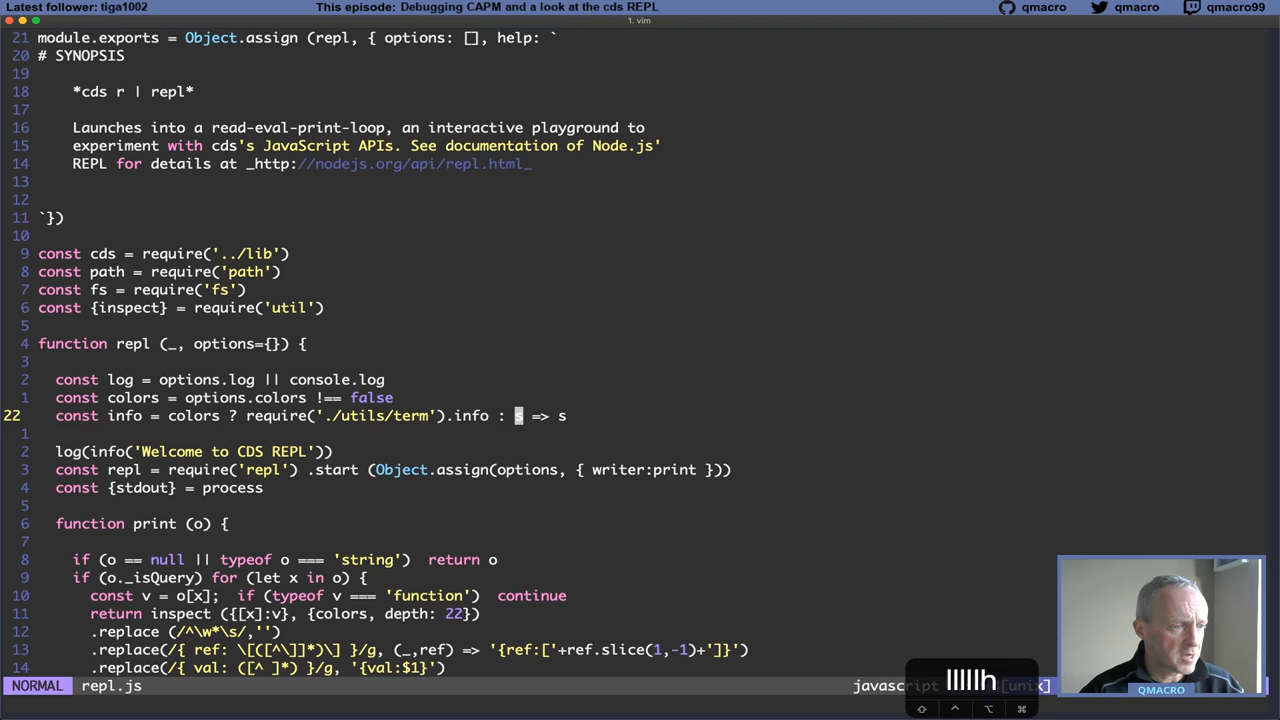 Latest follower: tiga1002 This episode: Debugging CAPM and a look at the cds REPL qmacro qmacro qmacro99
1. vim
21 module.exports = Object.assign (repl, { options: [], help: `
20 # SYNOPSIS
19
18 *cds r | repl*
17
16 Launches into a read-eval-print-loop, an interactive playground to
15 experiment with cds's JavaScript APIs. See documentation of Node.js'
14 REPL for details at _http://nodejs.org/api/repl.html_
13
12
11 `})
10
9 const cds = require('../lib')
8 const path = require('path')
7 const fs = require('fs')
6 const {inspect} = require('util')
5
4 function repl (_, options={}) {
3
2 const log = options.log || console.log
1 const colors = options.colors !== false
22 const info = colors ? require('./utils/term').info : s => s
1
2 log(info('Welcome to CDS REPL'))
3 const repl = require('repl') .start (Object.assign(options, { writer:print }))
4 const {stdout} = process
5
6 function print (o) {
7
8 if (o == null || typeof o === 'string') return o
9 if (o._isQuery) for (let x in o) {
10 const v = o[x]; if (typeof v === 'function') continue
11 return inspect ({[x]:v}, {colors, depth: 22})
12 .replace (/^\w*\s/,'')
13 .replace(/{ ref: \[([^\]]*)\] }/g, (_,ref) => '{ref:['+ref.slice(1,-1)+']}')
14 .replace(/{ val: ([^ ]*) }/g, '{val:$1}')
NORMAL repl.js javascript [unix]
lllllh
⇧ ^ ⌥ ⌘
QMACRO